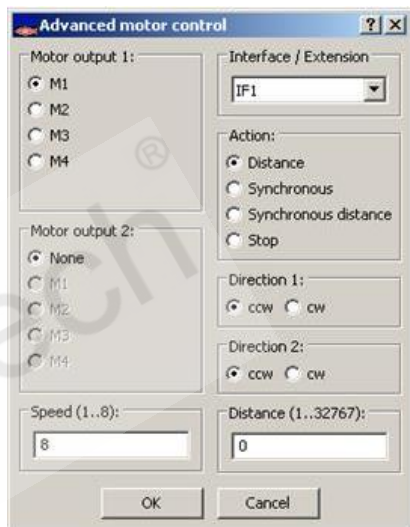 Advanced motor control
Motor output 1:
M1
M2
M3
M4
Motor output 2:
None
M1
M2
M3
M4
Speed (1..8):
8
Interface / Extension
IF1
Action:
Distance
Synchronous
Synchronous distance
Stop
Direction 1:
ccw cw
Direction 2:
ccw cw
Distance (1..32767):
0
OK Cancel
ech®